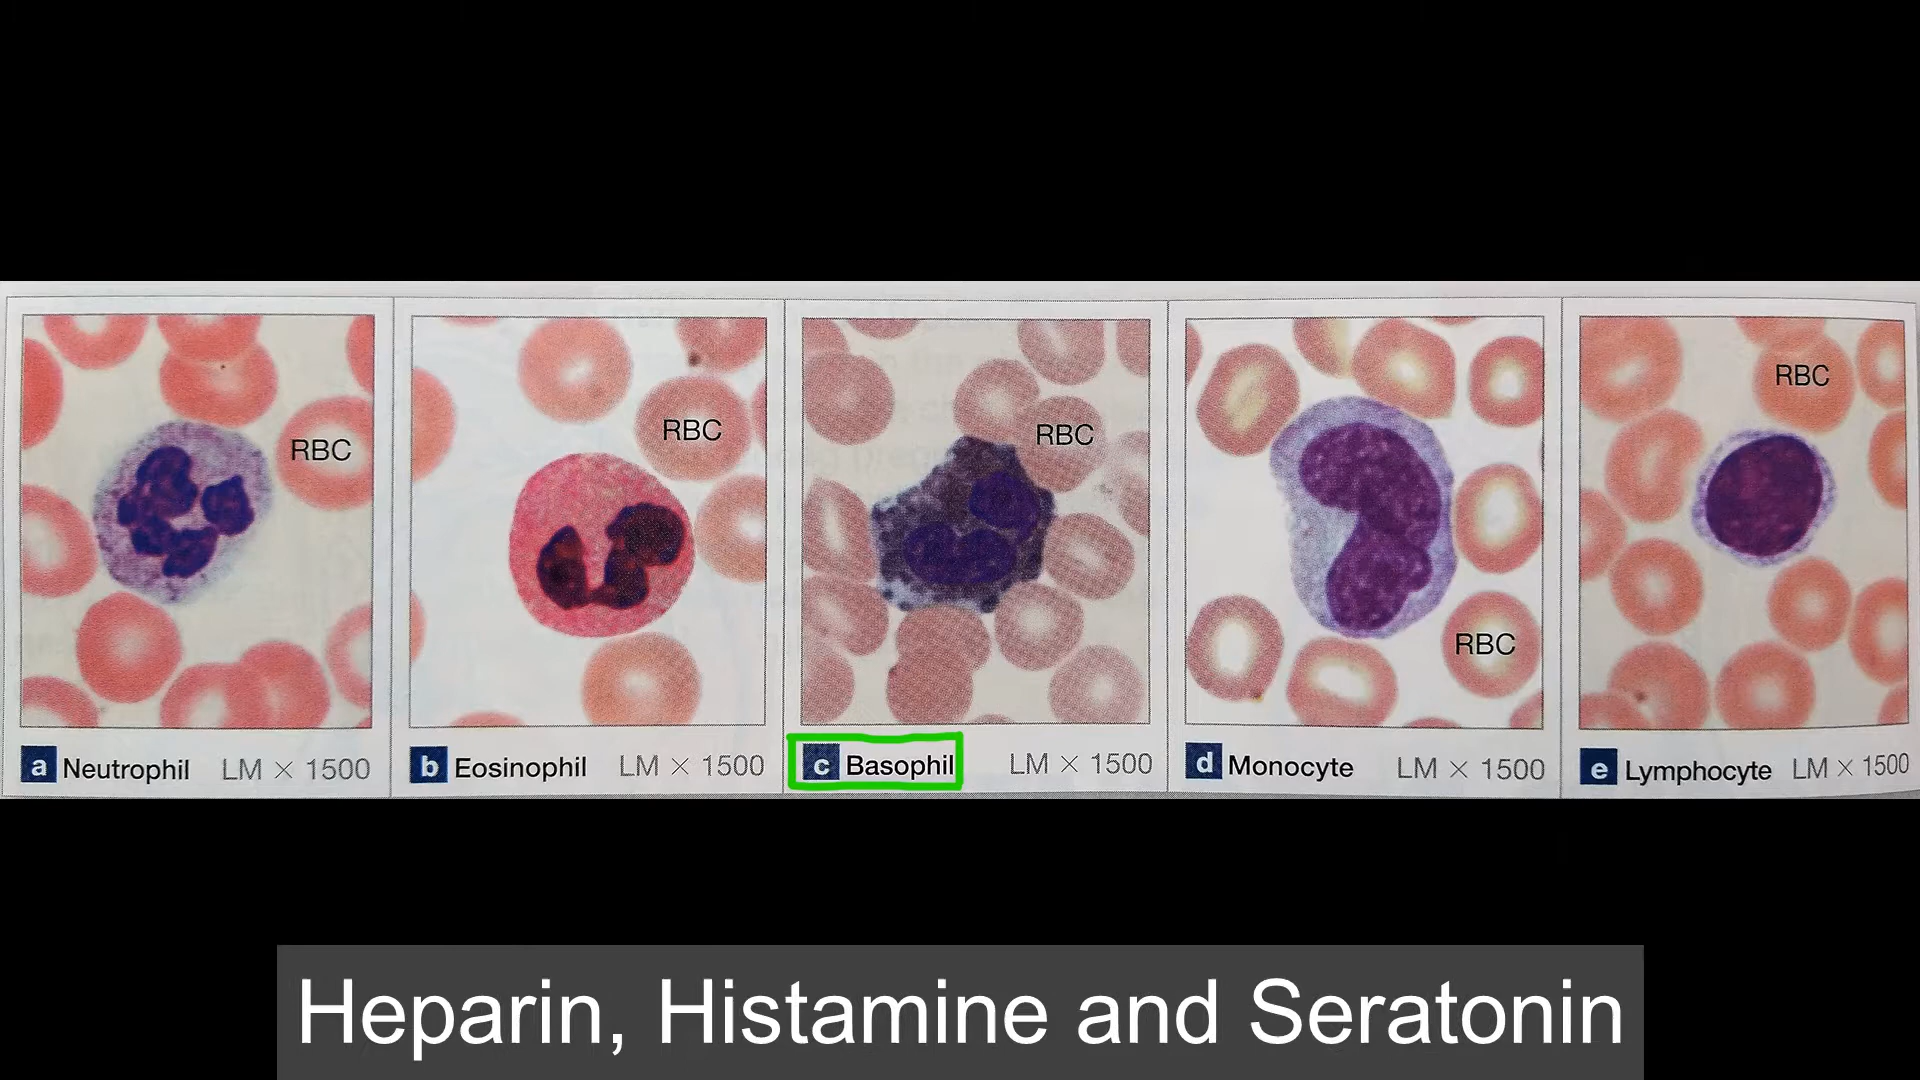 RBC
RBC
RBC
RBC
RBC
a Neutrophil LM × 1500
b Eosinophil LM × 1500
c Basophil LM × 1500
d Monocyte LM × 1500
e Lymphocyte LM × 1500
Heparin, Histamine and Seratonin